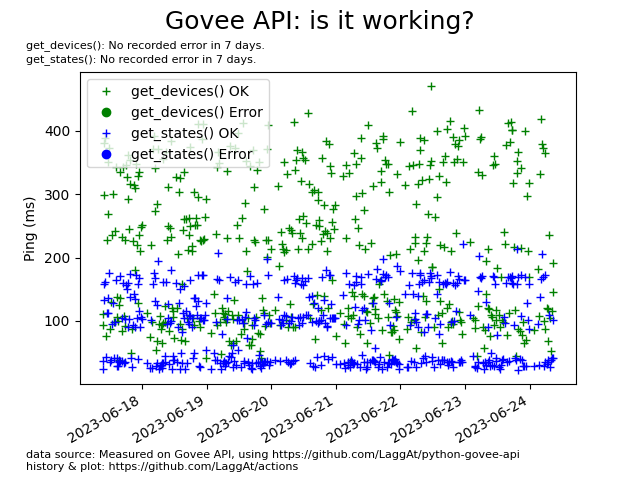 Govee API: is it working?
get_devices(): No recorded error in 7 days.
get_states(): No recorded error in 7 days.
get_devices() OK
get_devices() Error
get_states() OK
get_states() Error
400
300
200
100
Ping (ms)
2023-06-18
2023-06-19
2023-06-20
2023-06-21
2023-06-22
2023-06-23
2023-06-24
data source: Measured on Govee API, using https://github.com/LaggAt/python-govee-api
history & plot: https://github.com/LaggAt/actions